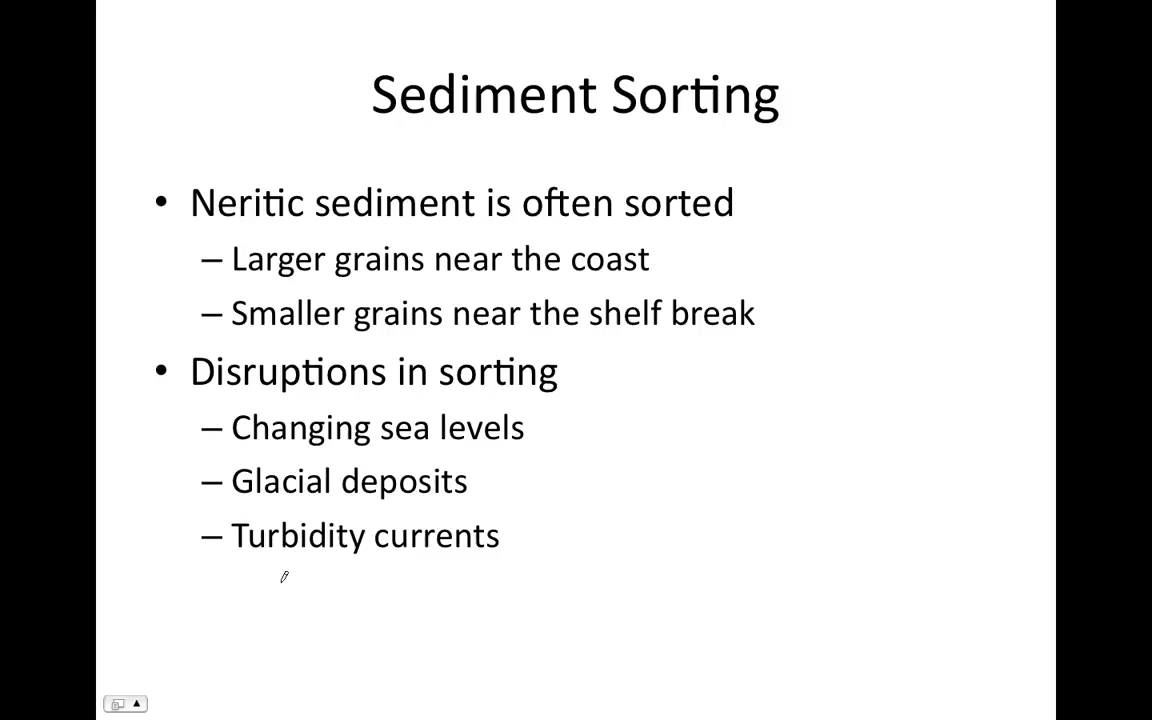 Sediment Sorting
• Neritic sediment is often sorted
– Larger grains near the coast
– Smaller grains near the shelf break
• Disruptions in sorting
– Changing sea levels
– Glacial deposits
– Turbidity currents